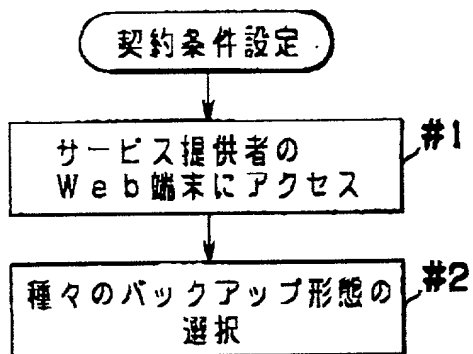 契約条件設定
サービス提供者の
Web端末にアクセス
#1
種々のバックアップ形態の
選択
#2